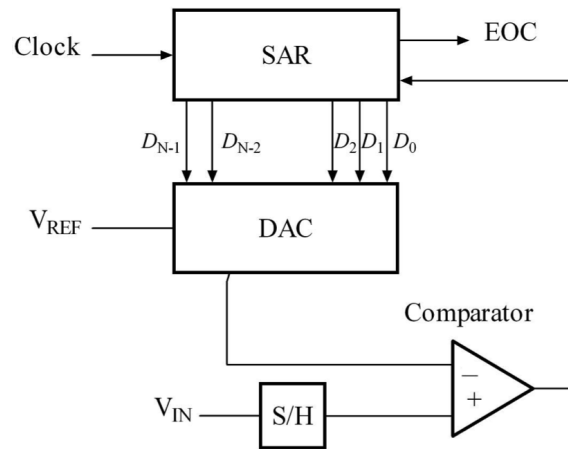 Clock
SAR
EOC
D_{N-1} D_{N-2} D_2 D_1 D_0
V_{REF}
DAC
Comparator
−
+
V_{IN}
S/H